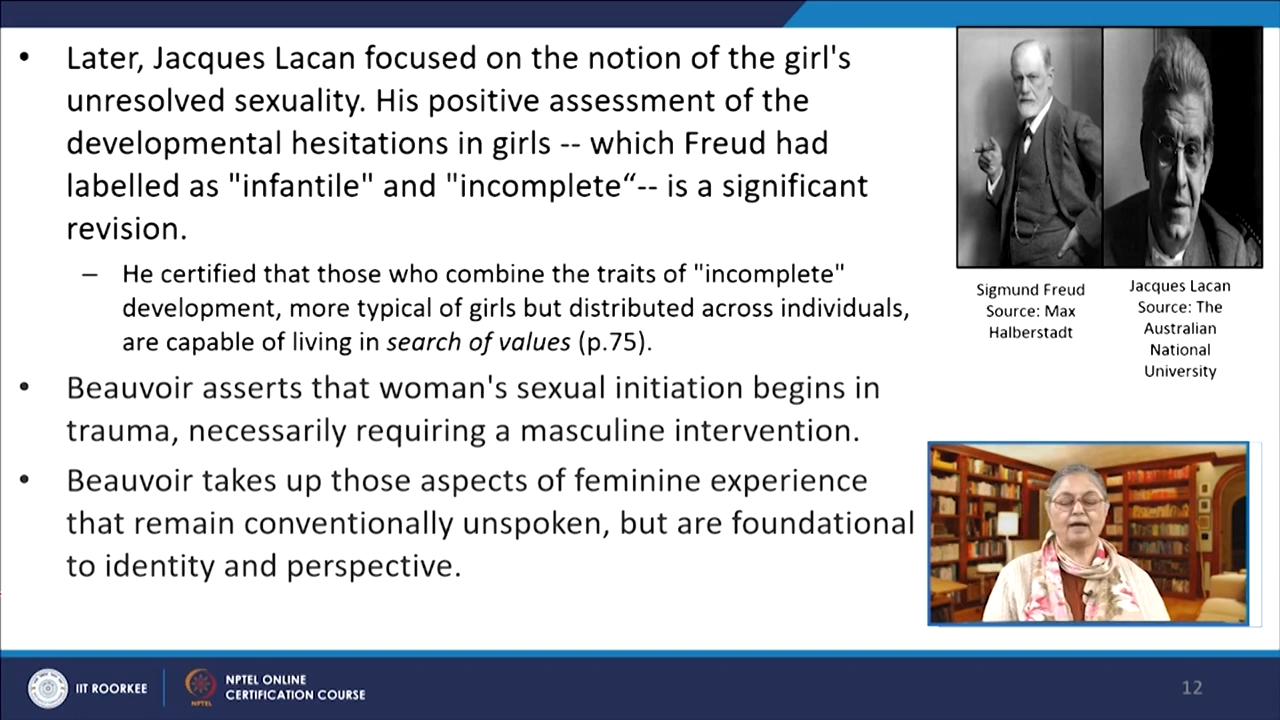 • Later, Jacques Lacan focused on the notion of the girl's
unresolved sexuality. His positive assessment of the
developmental hesitations in girls -- which Freud had
labelled as "infantile" and "incomplete“-- is a significant
revision.
– He certified that those who combine the traits of "incomplete"
development, more typical of girls but distributed across individuals,
are capable of living in search of values (p.75).
• Beauvoir asserts that woman's sexual initiation begins in
trauma, necessarily requiring a masculine intervention.
• Beauvoir takes up those aspects of feminine experience
that remain conventionally unspoken, but are foundational
to identity and perspective.
Sigmund Freud
Source: Max
Halberstadt
Jacques Lacan
Source: The
Australian
National
University
IIT ROORKEE
NPTEL
NPTEL ONLINE
CERTIFICATION COURSE
12